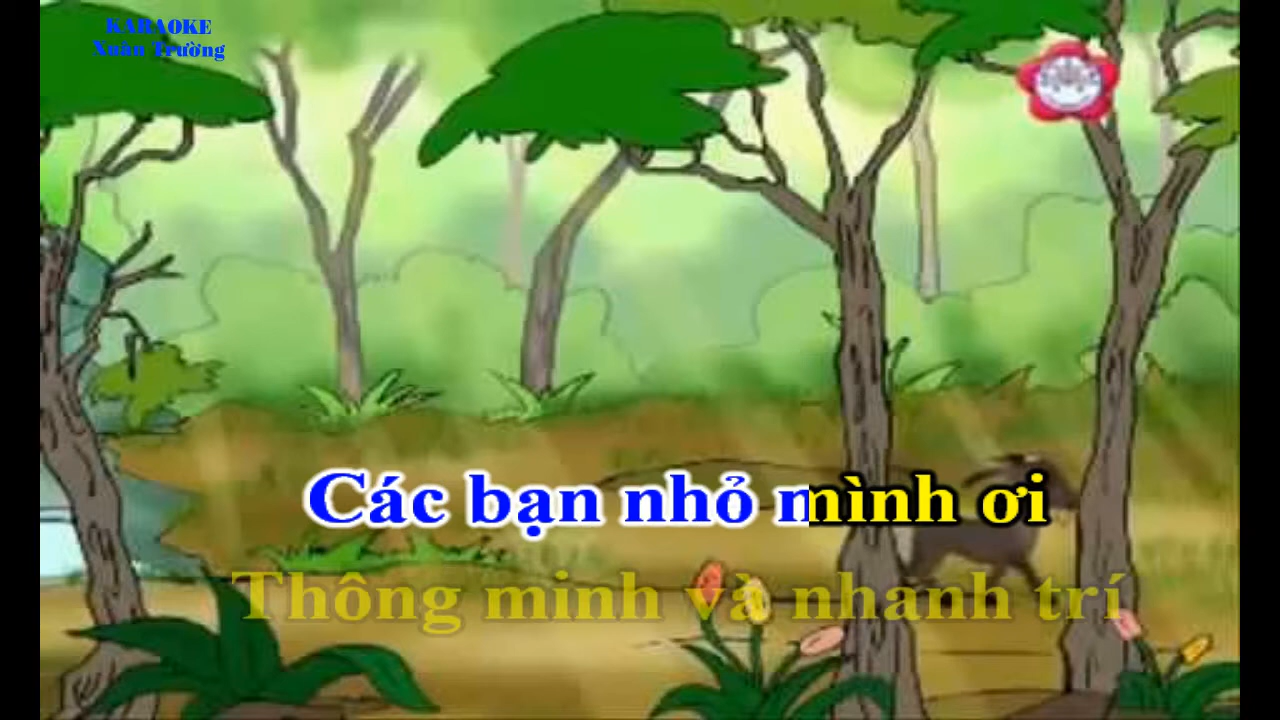 KARAOKE
Xuân Trường
Các bạn nhỏ mình ơi
Thông minh và nhanh trí